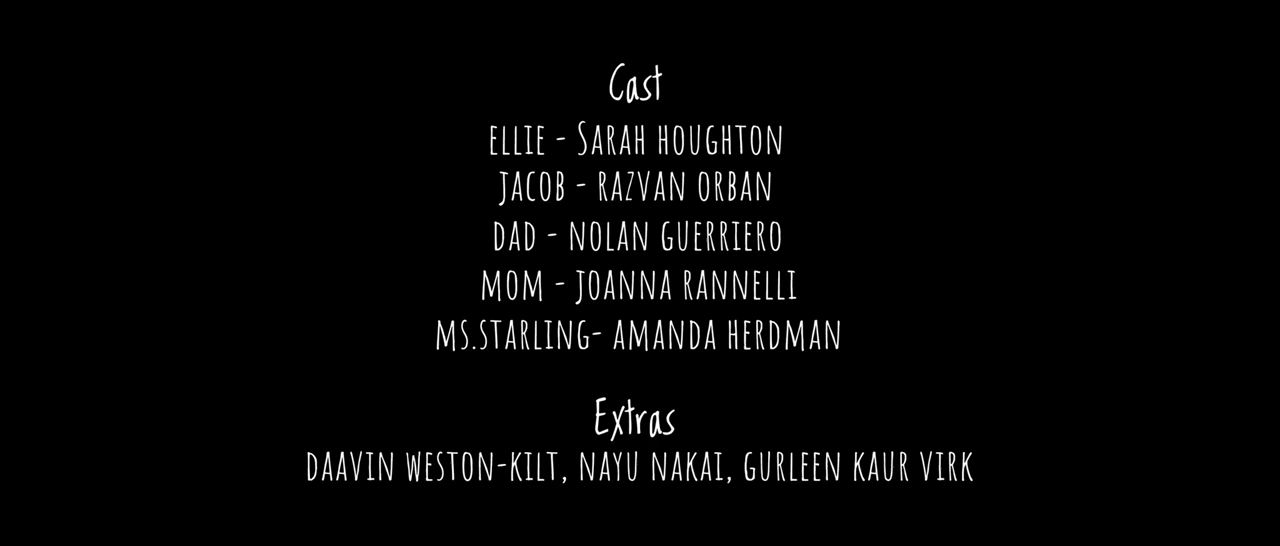 Cast
ELLIE - SARAH HOUGHTON
JACOB - RAZVAN ORBAN
DAD - NOLAN GUERRIERO
MOM - JOANNA RANNELLI
MS.STARLING- AMANDA HERDMAN
Extras
DAAVIN WESTON-KILT, NAYU NAKAI, GURLEEN KAUR VIRK